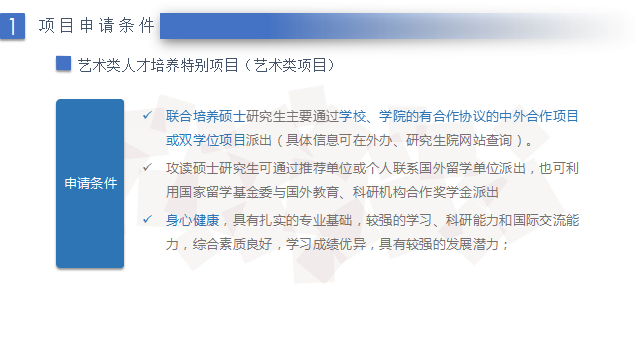 1 项目申请条件
艺术类人才培养特别项目（艺术类项目）
申请条件
✓ 联合培养硕士研究生主要通过学校、学院的有合作协议的中外合作项目
或双学位项目派出（具体信息可在外办、研究生院网站查询）。
✓ 攻读硕士研究生可通过推荐单位或个人联系国外留学单位派出，也可利
用国家留学基金委与国外教育、科研机构合作奖学金派出
✓ 身心健康，具有扎实的专业基础，较强的学习、科研能力和国际交流能
力，综合素质良好，学习成绩优异，具有较强的发展潜力；